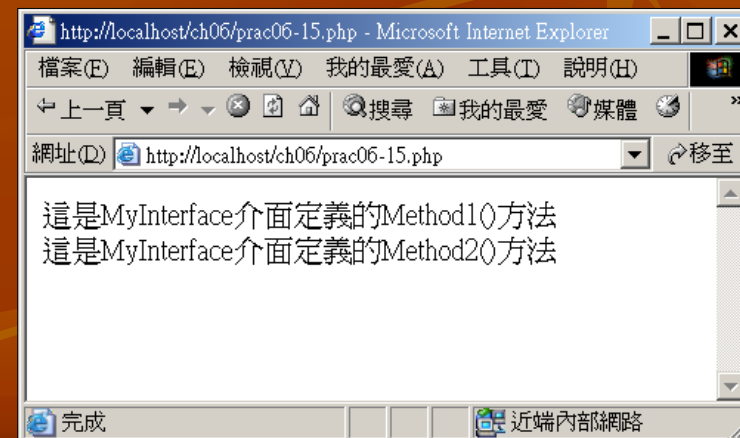 http://localhost/ch06/prac06-15.php - Microsoft Internet Explorer
檔案(F) 編輯(E) 檢視(V) 我的最愛(A) 工具(T) 說明(H)
上一頁 搜尋 我的最愛 媒體 »
網址(D) http://localhost/ch06/prac06-15.php 移至
這是MyInterface介面定義的Method1()方法
這是MyInterface介面定義的Method2()方法
完成 近端內部網路